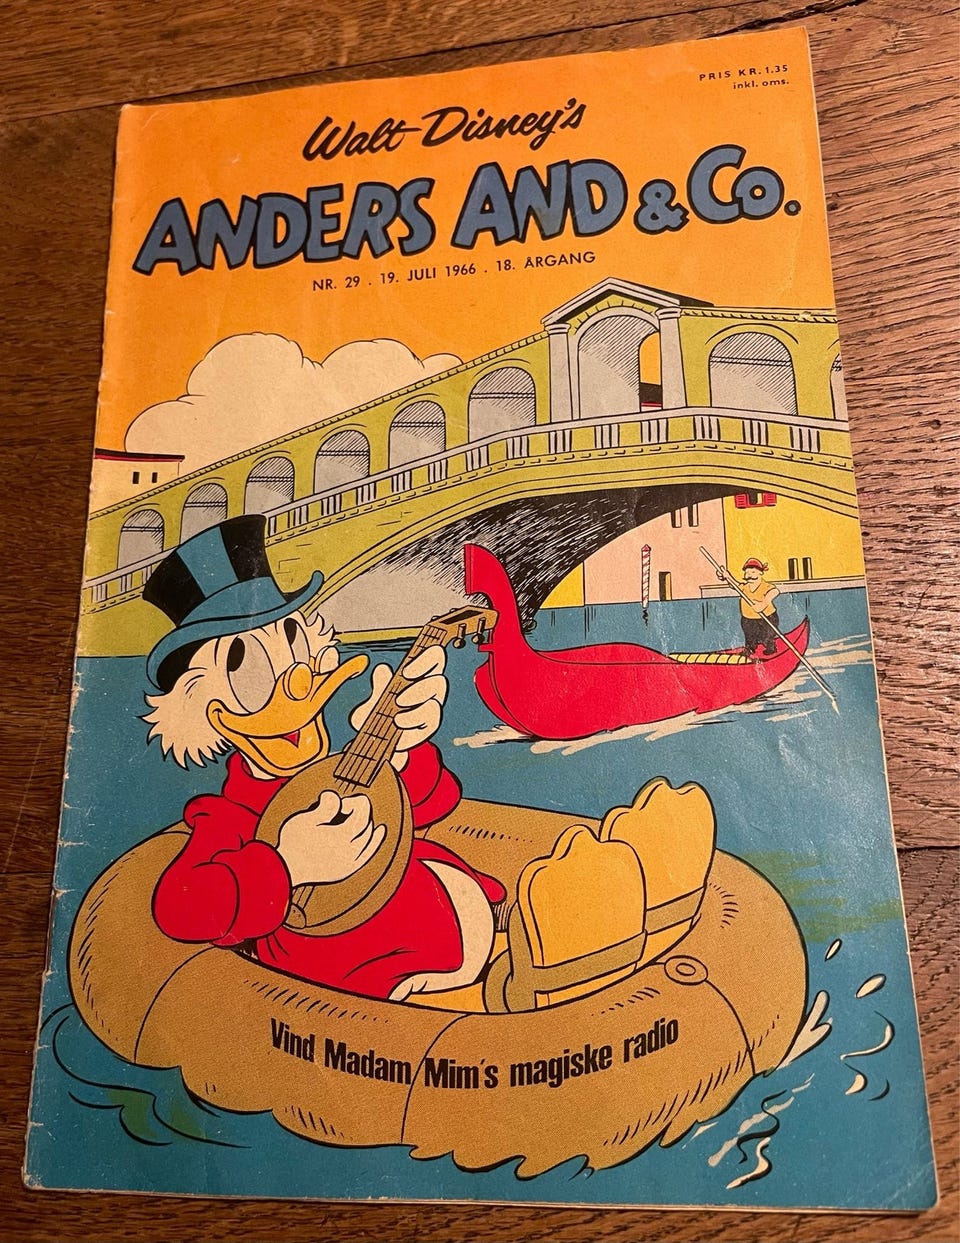 PRIS KR. 1.35
inkl. oms.
Walt Disney's
ANDERS AND & Co.
NR. 29 . 19. JULI 1966 . 18. ÅRGANG
Vind Madam Mim's magiske radio